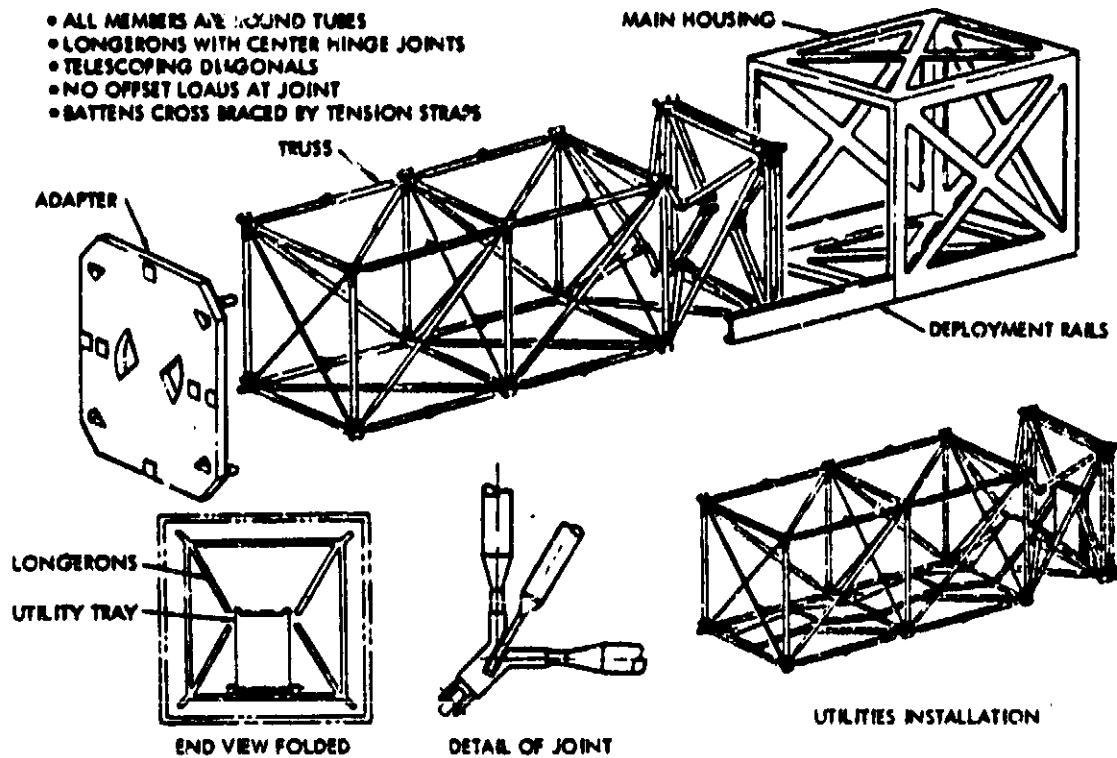 • ALL MEMBERS ARE ROUND TUBES
• LONGERONS WITH CENTER HINGE JOINTS
• TELESCOPING DIAGONALS
• NO OFFSET LOADS AT JOINT
• BATTENS CROSS BRACED BY TENSION STRAPS
MAIN HOUSING
TRUSS
ADAPTER
DEPLOYMENT RAILS
LONGERONS
UTILITY TRAY
UTILITIES INSTALLATION
END VIEW FOLDED
DETAIL OF JOINT